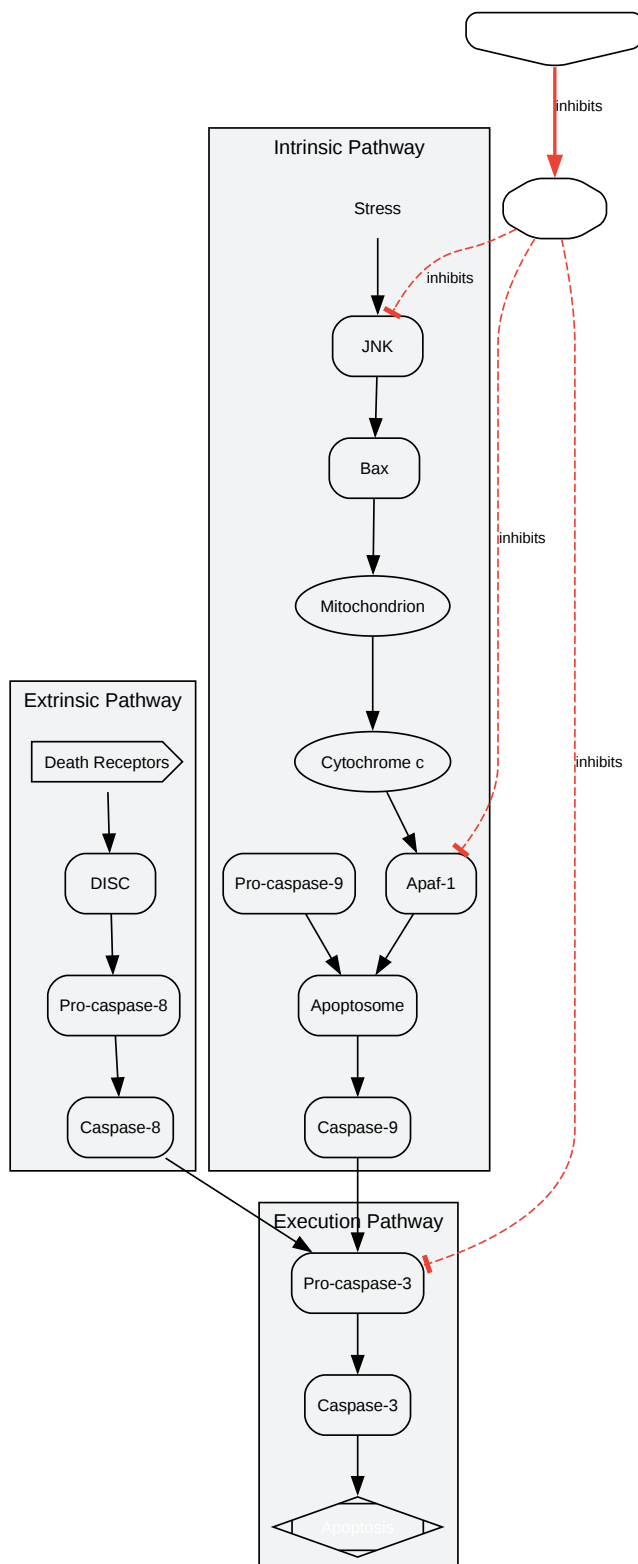 inhibits
Intrinsic Pathway
Stress
inhibits
JNK
Bax
inhibits
Mitochondrion
Extrinsic Pathway
Death Receptors
Cytochrome c
inhibits
DISC
Pro-caspase-9
Apaf-1
Pro-caspase-8
Apoptosome
Caspase-8
Caspase-9
Execution Pathway
Pro-caspase-3
Caspase-3
Apoptosis